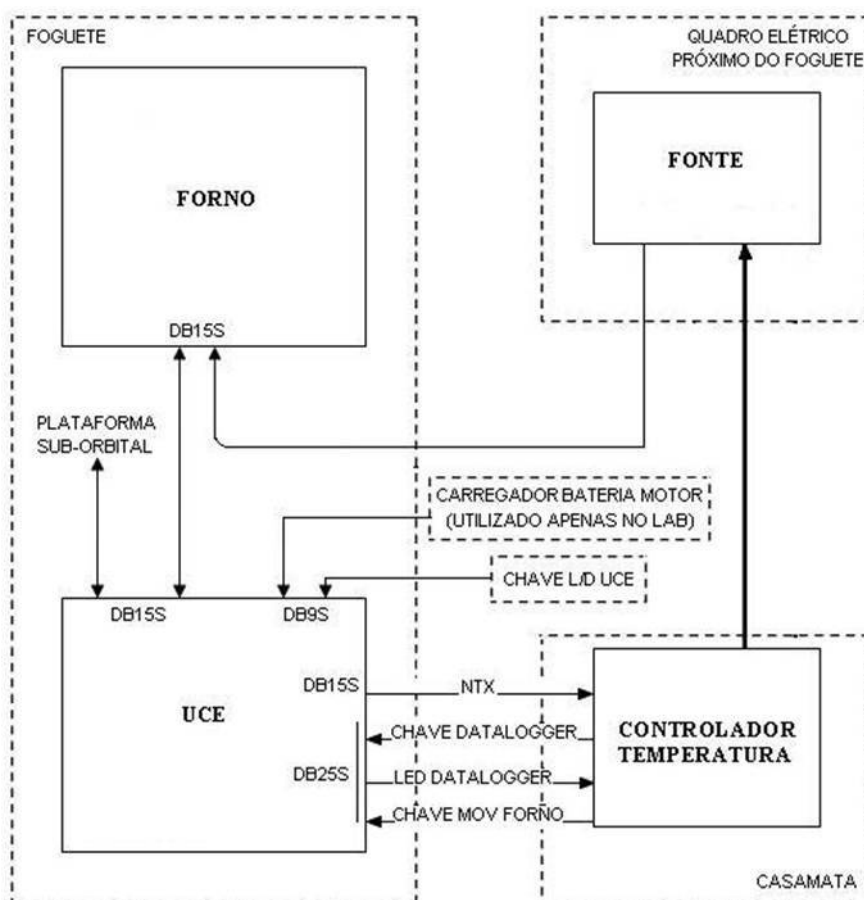 FOGUETE
QUADRO ELÉTRICO
PRÓXIMO DO FOGUETE
FORNO
FONTE
DB15S
PLATAFORMA
SUB-ORBITAL
CARREGADOR BATERIA MOTOR
(UTILIZADO APENAS NO LAB)
CHAVE L/D UCE
DB15S
DB9S
UCE
DB15S
NTX
CHAVE DATALOGGER
DB25S
LED DATALOGGER
CHAVE MOV FORNO
CONTROLADOR
TEMPERATURA
CASAMATA